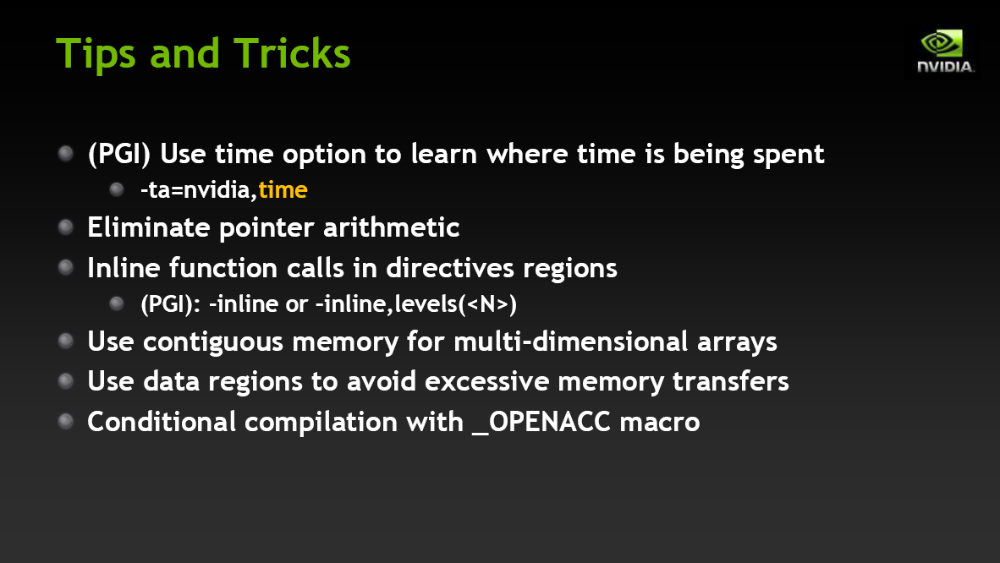 Tips and Tricks
NVIDIA.
(PGI) Use time option to learn where time is being spent
-ta=nvidia,time
Eliminate pointer arithmetic
Inline function calls in directives regions
(PGI): -inline or -inline,levels(<N>)
Use contiguous memory for multi-dimensional arrays
Use data regions to avoid excessive memory transfers
Conditional compilation with _OPENACC macro